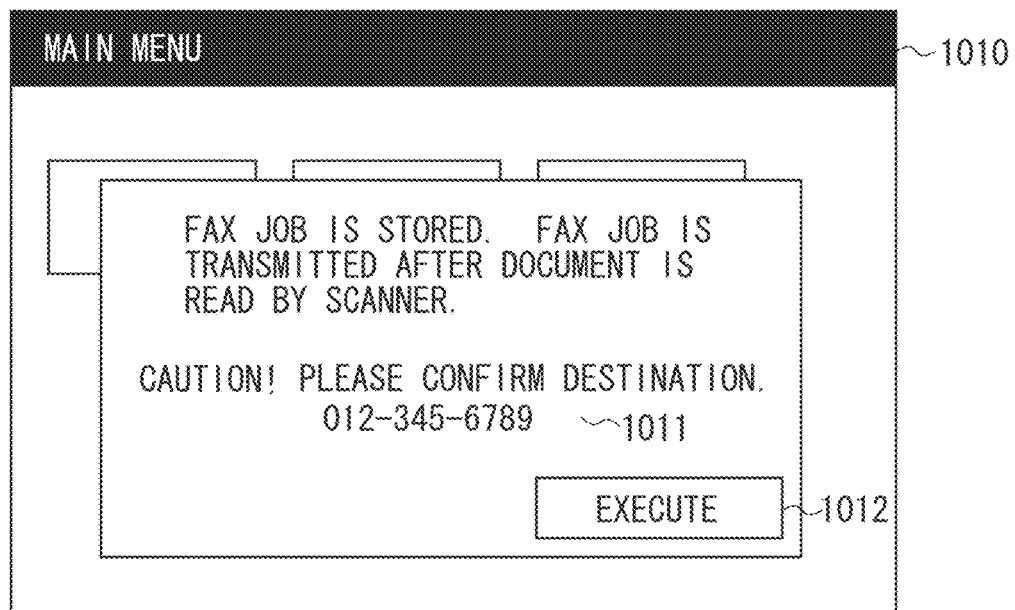 MAIN MENU
1010
FAX JOB IS STORED. FAX JOB IS
TRANSMITTED AFTER DOCUMENT IS
READ BY SCANNER.
CAUTION! PLEASE CONFIRM DESTINATION.
012-345-6789
1011
EXECUTE
1012